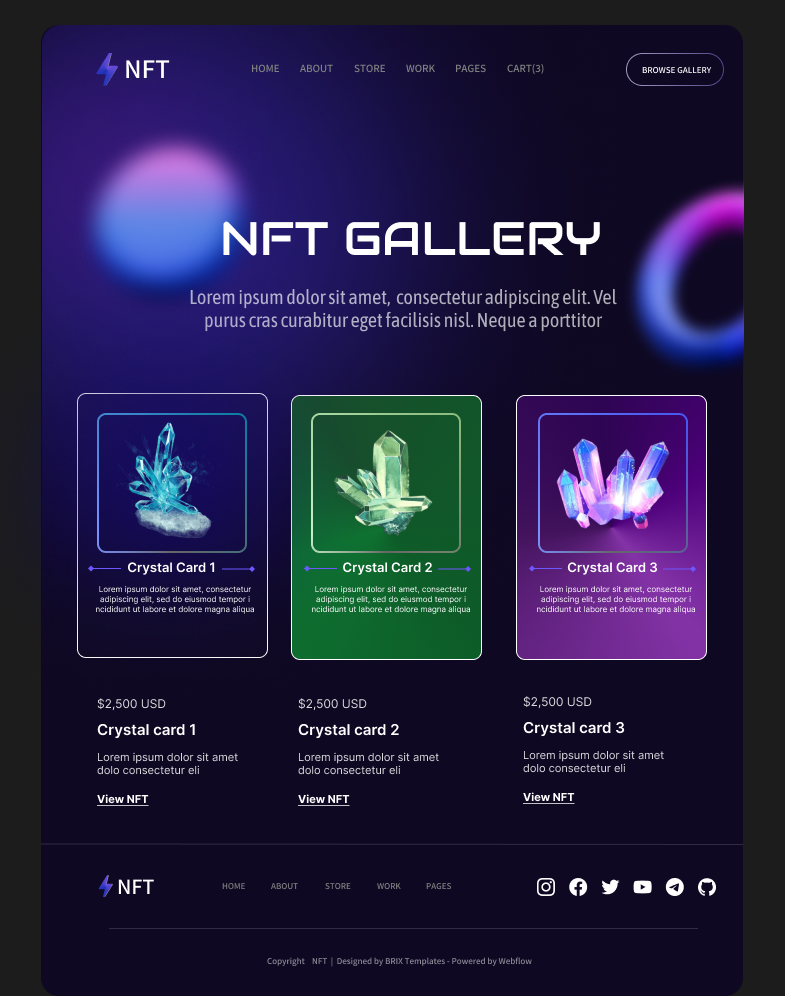 NFT
HOME ABOUT STORE WORK PAGES CART(3)
BROWSE GALLERY
NFT GALLERY
Lorem ipsum dolor sit amet, consectetur adipiscing elit. Vel
purus cras curabitur eget facilisis nisl. Neque a porttitor
Crystal Card 1
Lorem ipsum dolor sit amet, consectetur
adipiscing elit, sed do eiusmod tempor i
ncididunt ut labore et dolore magna aliqua
Crystal Card 2
Lorem ipsum dolor sit amet, consectetur
adipiscing elit, sed do eiusmod tempor i
ncididunt ut labore et dolore magna aliqua
Crystal Card 3
Lorem ipsum dolor sit amet, consectetur
adipiscing elit, sed do eiusmod tempor i
ncididunt ut labore et dolore magna aliqua
$2,500 USD
Crystal card 1
Lorem ipsum dolor sit amet
dolo consectetur eli
View NFT
$2,500 USD
Crystal card 2
Lorem ipsum dolor sit amet
dolo consectetur eli
View NFT
$2,500 USD
Crystal card 3
Lorem ipsum dolor sit amet
dolo consectetur eli
View NFT
NFT
HOME ABOUT STORE WORK PAGES
Copyright NFT | Designed by BRIX Templates - Powered by Webflow